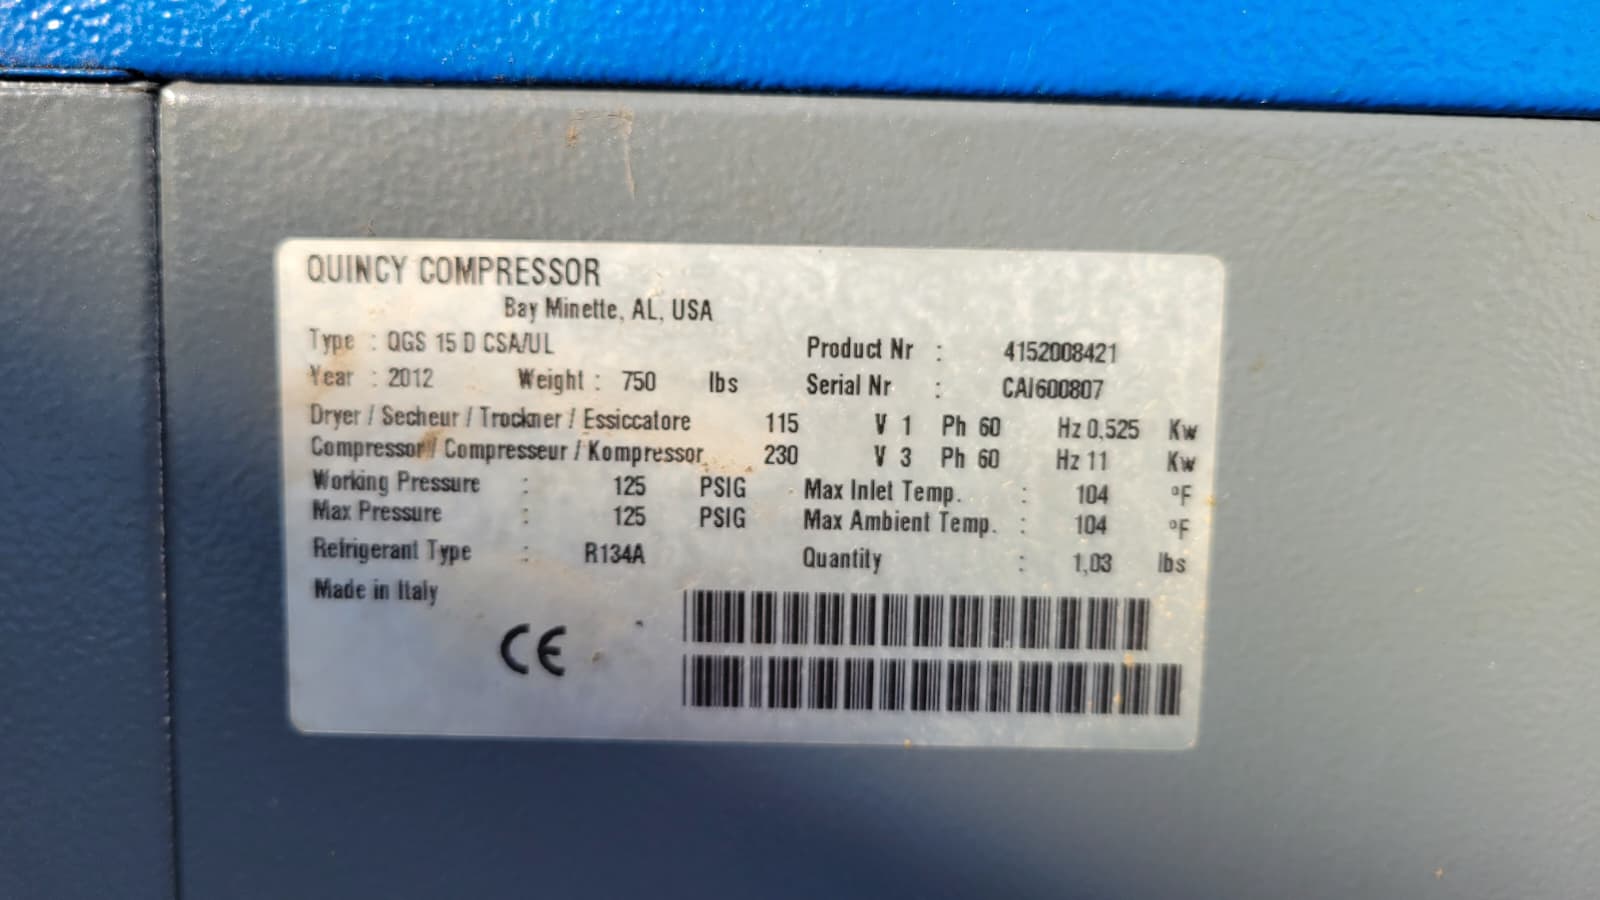 QUINCY COMPRESSOR
Bay Minette, AL, USA
Type : QGS 15 D CSA/UL Product Nr : 4152008421
Year : 2012 Weight : 750 lbs Serial Nr : CAI600807
Dryer / Secheur / Trockner / Essiccatore 115 V 1 Ph 60 Hz 0,525 Kw
Compressor / Compresseur / Kompressor 230 V 3 Ph 60 Hz 11 Kw
Working Pressure : 125 PSIG Max Inlet Temp. : 104 °F
Max Pressure : 125 PSIG Max Ambient Temp. : 104 °F
Refrigerant Type : R134A Quantity : 1,03 lbs
Made in Italy
CE